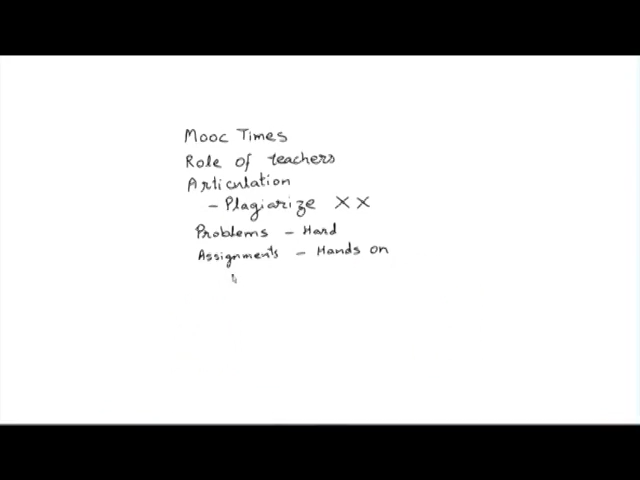 Mooc Times
Role of teachers
Articulation
- Plagiarize XX
Problems - Hard
Assignments - Hands on